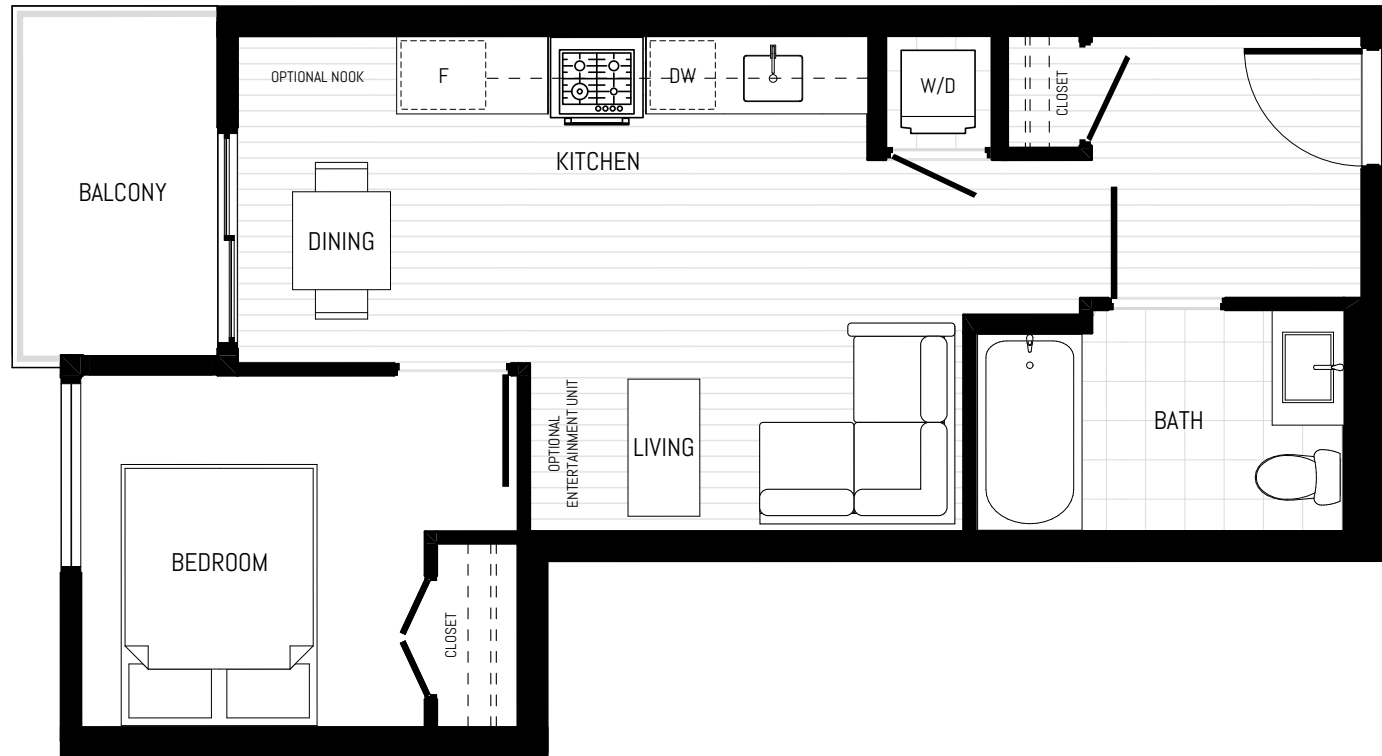 OPTIONAL NOOK
F
DW
W/D
CLOSET
KITCHEN
BALCONY
DINING
OPTIONAL
ENTERTAINMENT UNIT
LIVING
BATH
BEDROOM
CLOSET